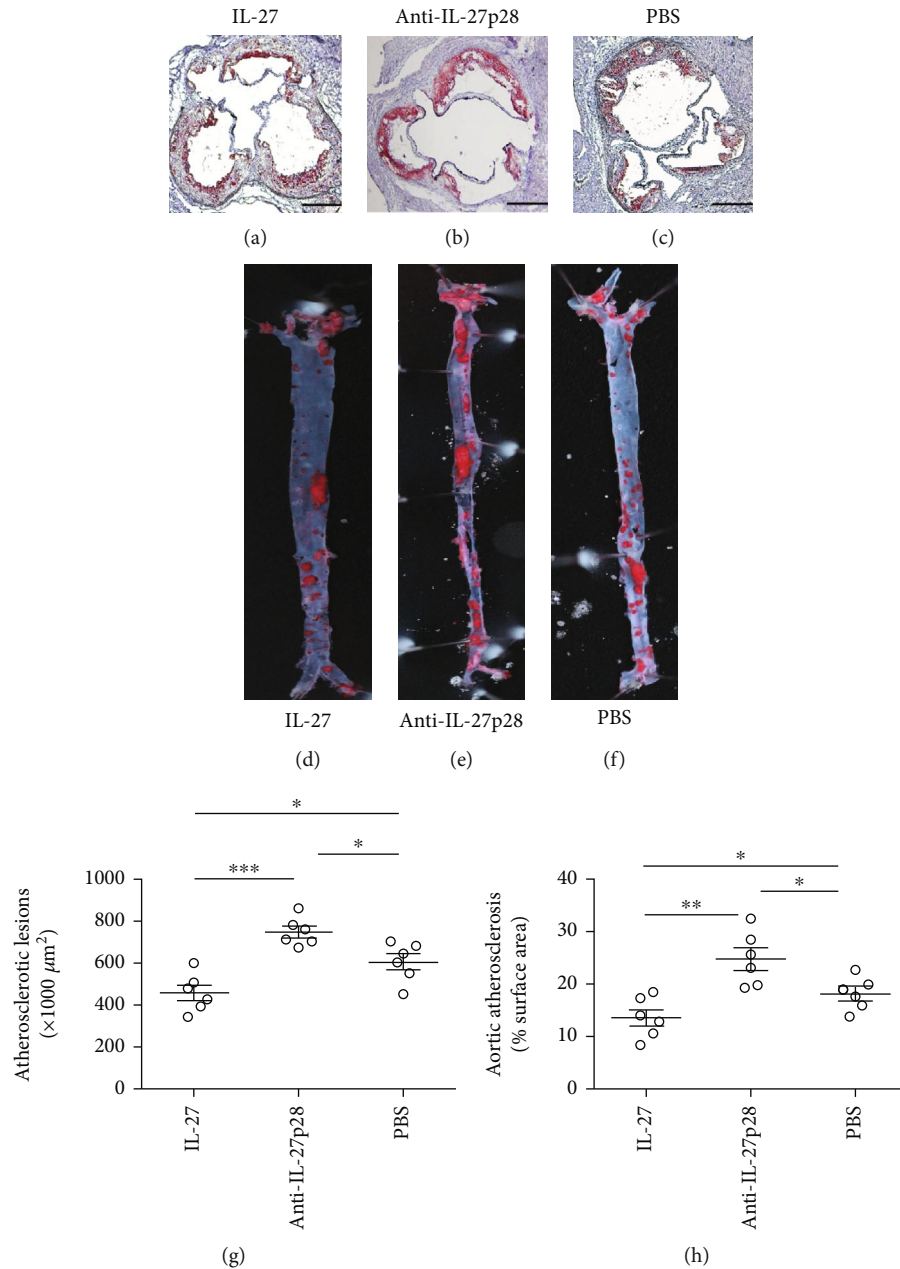 IL-27 Anti-IL-27p28 PBS
(a) (b) (c)
IL-27 Anti-IL-27p28 PBS
(d) (e) (f)
*
***
*
Atherosclerotic lesions
(×1000 μm²)
1000
800
600
400
200
0
IL-27
Anti-IL-27p28
PBS
(g)
*
**
*
Aortic atherosclerosis
(% surface area)
40
30
20
10
0
IL-27
Anti-IL-27p28
PBS
(h)